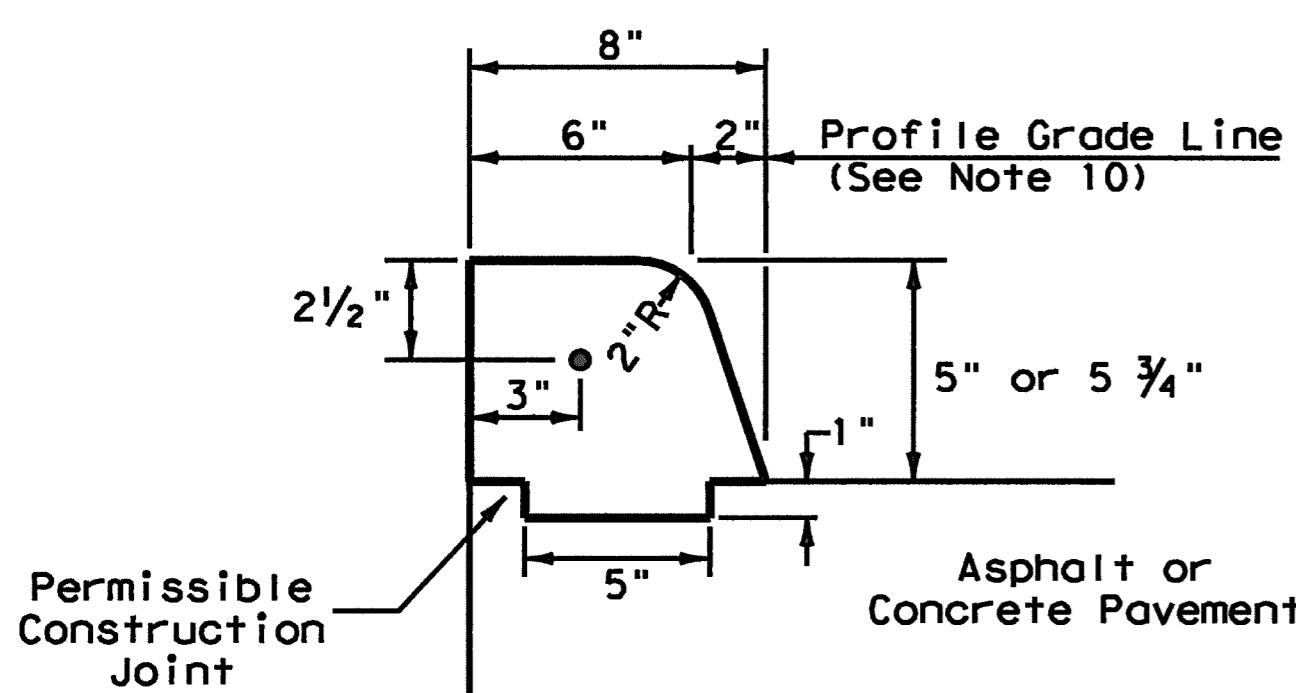 8"
6"
2"
Profile Grade Line
(See Note 10)
2½"
2"R
3"
5" or 5 ¾"
1"
5"
Permissible
Construction
Joint
Asphalt or
Concrete Pavement